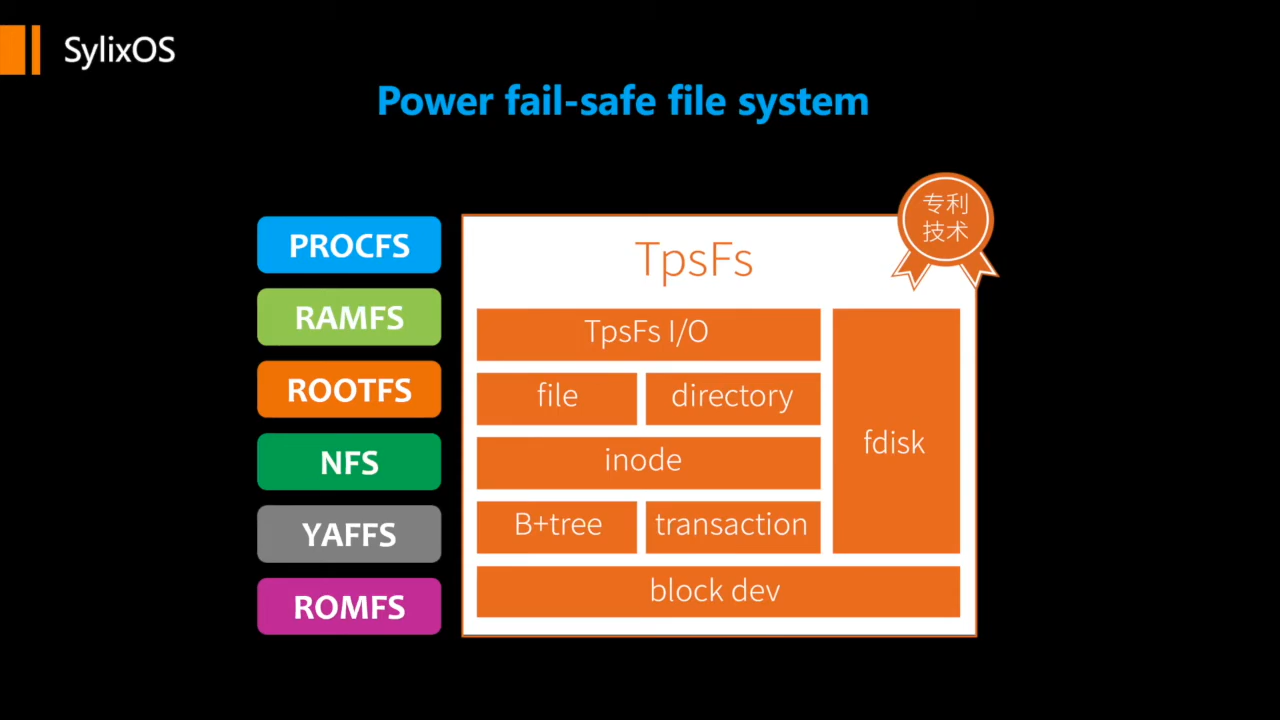 SylixOS
Power fail-safe file system
PROCFS
RAMFS
ROOTFS
NFS
YAFFS
ROMFS
专利
技术
TpsFs
TpsFs I/O
file
directory
inode
B+tree
transaction
fdisk
block dev